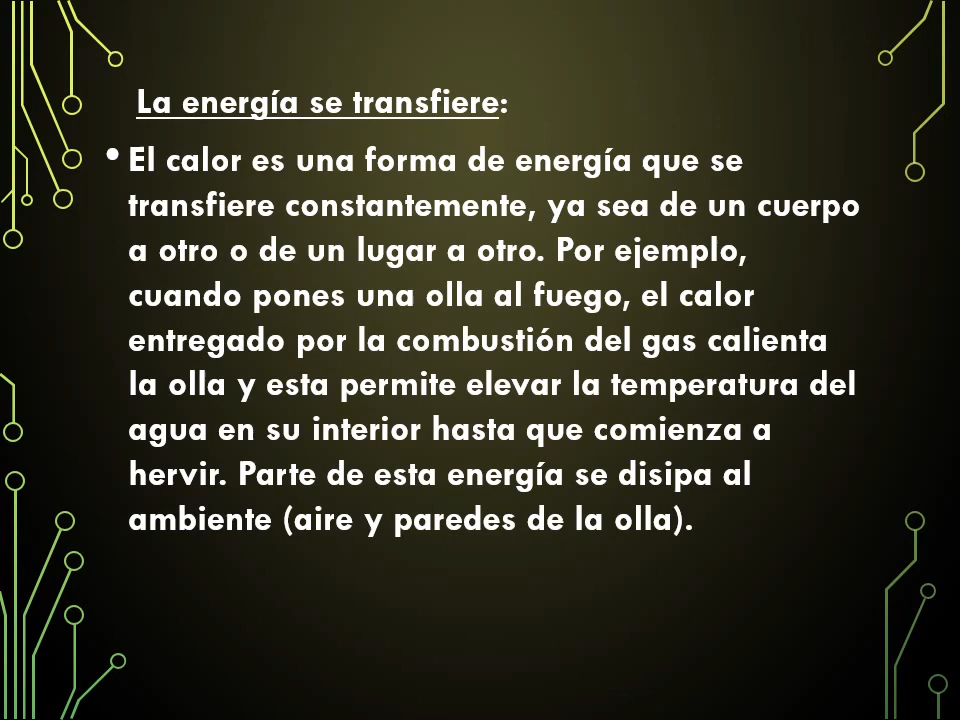 La energía se transfiere:
• El calor es una forma de energía que se
transfiere constantemente, ya sea de un cuerpo
a otro o de un lugar a otro. Por ejemplo,
cuando pones una olla al fuego, el calor
entregado por la combustión del gas calienta
la olla y esta permite elevar la temperatura del
agua en su interior hasta que comienza a
hervir. Parte de esta energía se disipa al
ambiente (aire y paredes de la olla).